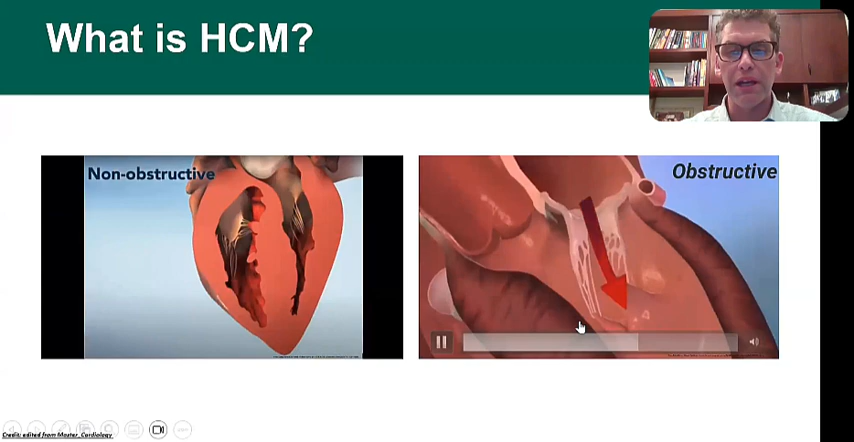 What is HCM?
Non-obstructive
Obstructive
Credit: edited from Master_Cardiology